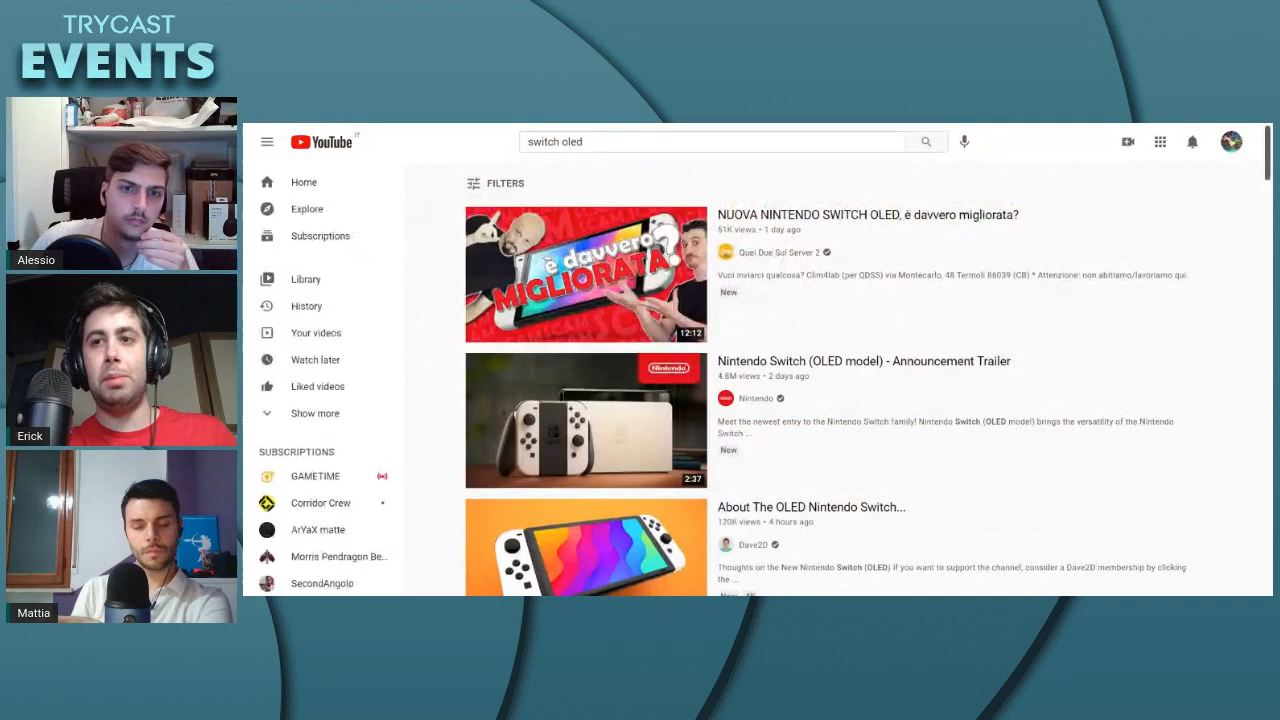 TRYCAST
EVENTS
Alessio
Erick
Mattia
YouTube IT
switch oled
Home
Explore
Subscriptions
Library
History
Your videos
Watch later
Liked videos
Show more
SUBSCRIPTIONS
GAMETIME
Corridor Crew
ArYaX matte
Morris Pendragon Be...
SecondAngolo
FILTERS
è davvero
MIGLIORATA?
12:12
NUOVA NINTENDO SWITCH OLED, è davvero migliorata?
51K views • 1 day ago
Quei Due Sul Server 2
Vuoi inviarci qualcosa? Clim4lab (per QDSS) via Montecarlo, 48 Termoli 86039 (CB) * Attenzione: non abitiamo/lavoriamo qui.
New
Nintendo
2:37
Nintendo Switch (OLED model) - Announcement Trailer
4.8M views • 2 days ago
Nintendo
Meet the newest entry to the Nintendo Switch family! Nintendo Switch (OLED model) brings the versatility of the Nintendo
Switch ...
New
About The OLED Nintendo Switch...
120K views • 4 hours ago
Dave2D
Thoughts on the New Nintendo Switch (OLED) If you want to support the channel, consider a Dave2D membership by clicking
the ...